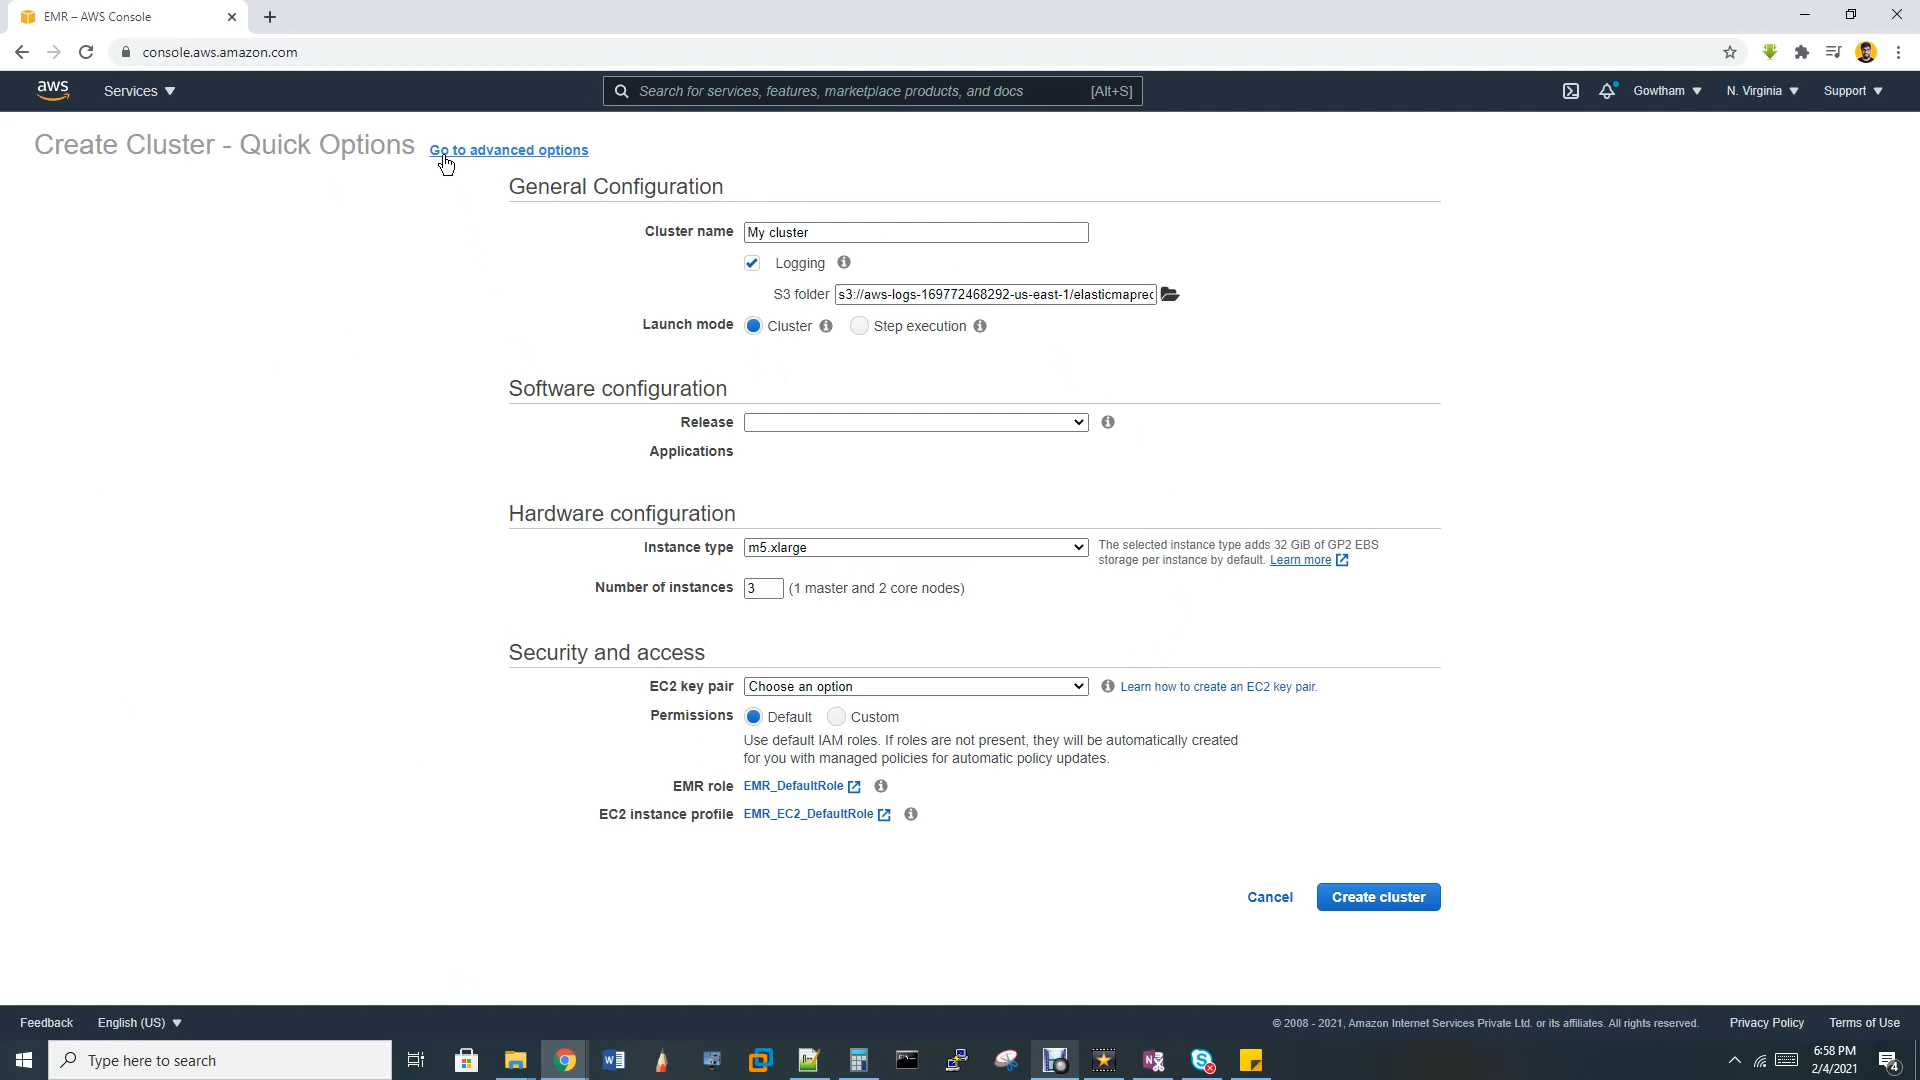 EMR – AWS Console
console.aws.amazon.com
aws
Services
Search for services, features, marketplace products, and docs [Alt+S]
Gowtham
N. Virginia
Support
Create Cluster - Quick Options Go to advanced options
General Configuration
Cluster name My cluster
Logging
S3 folder s3://aws-logs-169772468292-us-east-1/elasticmapred
Launch mode Cluster Step execution
Software configuration
Release
Applications
Hardware configuration
Instance type m5.xlarge
The selected instance type adds 32 GiB of GP2 EBS
storage per instance by default. Learn more
Number of instances 3 (1 master and 2 core nodes)
Security and access
EC2 key pair Choose an option Learn how to create an EC2 key pair.
Permissions Default Custom
Use default IAM roles. If roles are not present, they will be automatically created
for you with managed policies for automatic policy updates.
EMR role EMR_DefaultRole
EC2 instance profile EMR_EC2_DefaultRole
Cancel Create cluster
Feedback English (US)
© 2008 - 2021, Amazon Internet Services Private Ltd. or its affiliates. All rights reserved. Privacy Policy Terms of Use
Type here to search
6:58 PM
2/4/2021
4